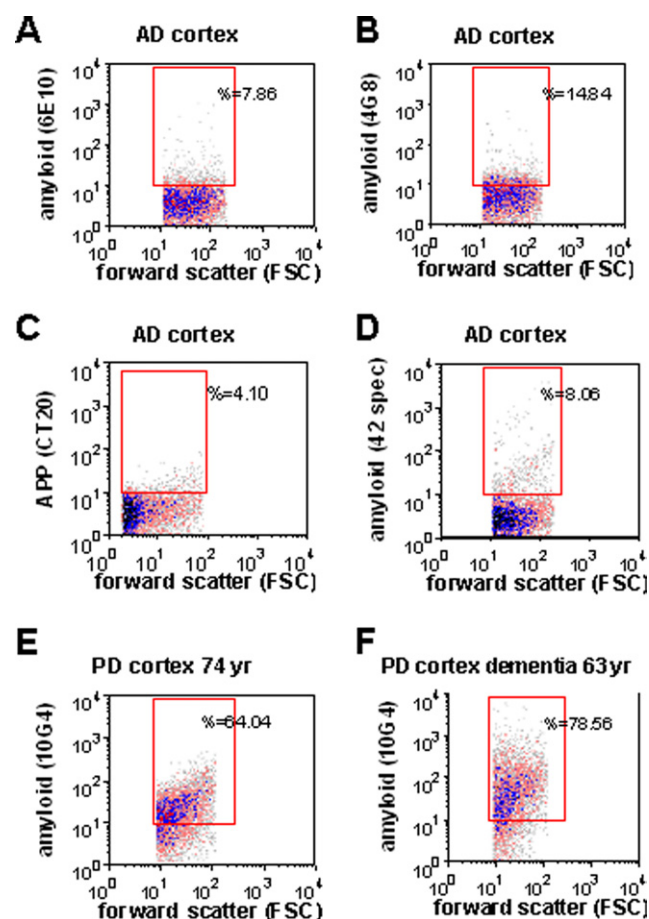 A
AD cortex
amyloid (6E10)
10⁴
10³
10²
10¹
10⁰
%=7.86
10⁰ 10¹ 10² 10³ 10⁴
forward scatter (FSC)
B
AD cortex
amyloid (4G8)
10⁴
10³
10²
10¹
10⁰
%=14.84
10⁰ 10¹ 10² 10³ 10⁴
forward scatter (FSC)
C
AD cortex
APP (CT20)
10⁴
10³
10²
10¹
10⁰
%=4.10
10⁰ 10¹ 10² 10³ 10⁴
forward scatter (FSC)
D
AD cortex
amyloid (42 spec)
10⁴
10³
10²
10¹
10⁰
%=8.06
10⁰ 10¹ 10² 10³ 10⁴
forward scatter (FSC)
E
PD cortex 74 yr
amyloid (10G4)
10⁴
10³
10²
10¹
10⁰
%=64.04
10⁰ 10¹ 10² 10³ 10⁴
forward scatter (FSC)
F
PD cortex dementia 63 yr
amyloid (10G4)
10⁴
10³
10²
10¹
10⁰
%=78.56
10⁰ 10¹ 10² 10³ 10⁴
forward scatter (FSC)